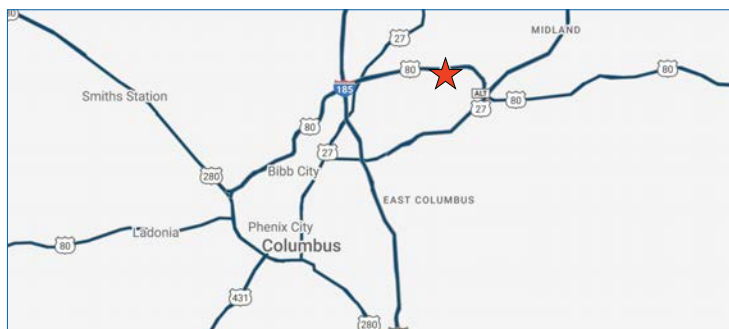 80
27
MIDLAND
80
80
185
ALT
80
27
Smiths Station
80
27
Bibb City
280
EAST COLUMBUS
Phenix City
Ladonia
80
Columbus
431
280